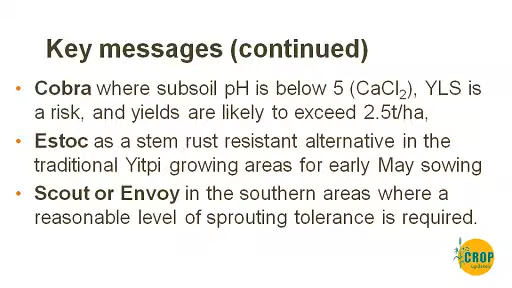 Key messages (continued)
• Cobra where subsoil pH is below 5 (CaCl₂), YLS is
a risk, and yields are likely to exceed 2.5t/ha,
• Estoc as a stem rust resistant alternative in the
traditional Yitpi growing areas for early May sowing
• Scout or Envoy in the southern areas where a
reasonable level of sprouting tolerance is required.
CROP
updates